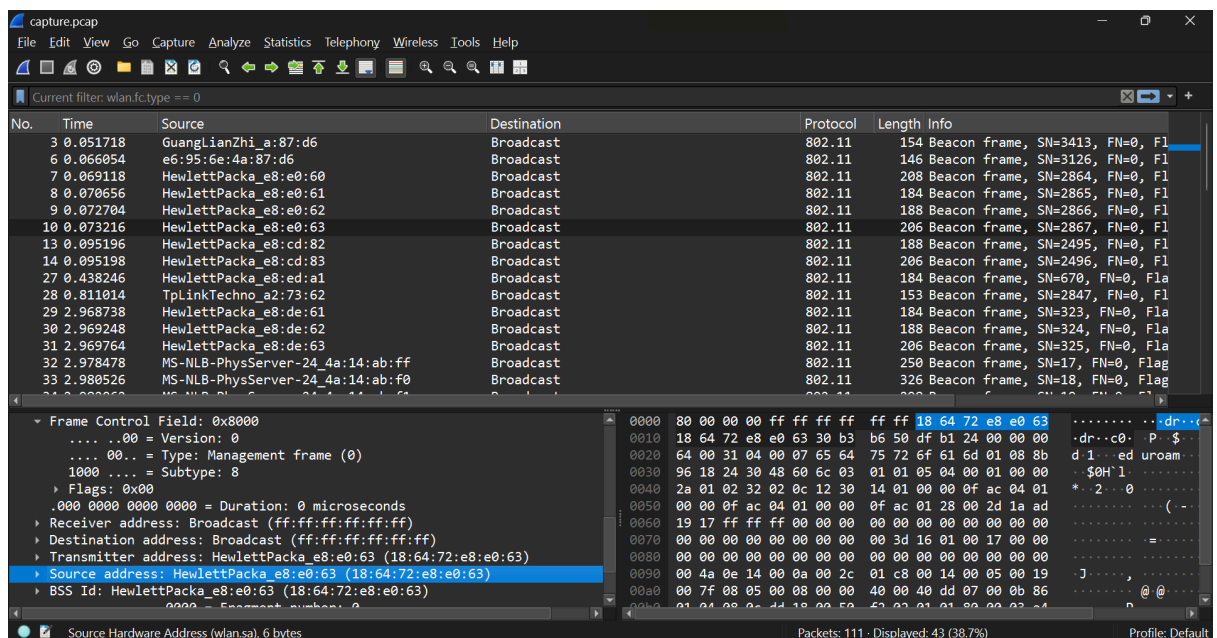 capture.pcap
File Edit View Go Capture Analyze Statistics Telephony Wireless Tools Help
Current filter: wlan.fc.type == 0
No. Time Source Destination Protocol Length Info
3 0.051718 GuangLianZhi_a:87:d6 Broadcast 802.11 154 Beacon frame, SN=3413, FN=0, Fl
6 0.066054 e6:95:6e:4a:87:d6 Broadcast 802.11 146 Beacon frame, SN=3126, FN=0, Fl
7 0.069118 HewlettPacka_e8:e0:60 Broadcast 802.11 208 Beacon frame, SN=2864, FN=0, Fl
8 0.070656 HewlettPacka_e8:e0:61 Broadcast 802.11 184 Beacon frame, SN=2865, FN=0, Fl
9 0.072704 HewlettPacka_e8:e0:62 Broadcast 802.11 188 Beacon frame, SN=2866, FN=0, Fl
10 0.073216 HewlettPacka_e8:e0:63 Broadcast 802.11 206 Beacon frame, SN=2867, FN=0, Fl
13 0.095196 HewlettPacka_e8:cd:82 Broadcast 802.11 188 Beacon frame, SN=2495, FN=0, Fl
14 0.095198 HewlettPacka_e8:cd:83 Broadcast 802.11 206 Beacon frame, SN=2496, FN=0, Fl
27 0.438246 HewlettPacka_e8:ed:a1 Broadcast 802.11 184 Beacon frame, SN=670, FN=0, Fla
28 0.811014 TpLinkTechno_a2:73:62 Broadcast 802.11 153 Beacon frame, SN=2847, FN=0, Fl
29 2.968738 HewlettPacka_e8:de:61 Broadcast 802.11 184 Beacon frame, SN=323, FN=0, Fla
30 2.969248 HewlettPacka_e8:de:62 Broadcast 802.11 188 Beacon frame, SN=324, FN=0, Fla
31 2.969764 HewlettPacka_e8:de:63 Broadcast 802.11 206 Beacon frame, SN=325, FN=0, Fla
32 2.978478 MS-NLB-PhysServer-24_4a:14:ab:ff Broadcast 802.11 250 Beacon frame, SN=17, FN=0, Flag
33 2.980526 MS-NLB-PhysServer-24_4a:14:ab:f0 Broadcast 802.11 326 Beacon frame, SN=18, FN=0, Flag
Frame Control Field: 0x8000
.... ..00 = Version: 0
.... 00.. = Type: Management frame (0)
1000 .... = Subtype: 8
Flags: 0x00
.000 0000 0000 0000 = Duration: 0 microseconds
Receiver address: Broadcast (ff:ff:ff:ff:ff:ff)
Destination address: Broadcast (ff:ff:ff:ff:ff:ff)
Transmitter address: HewlettPacka_e8:e0:63 (18:64:72:e8:e0:63)
Source address: HewlettPacka_e8:e0:63 (18:64:72:e8:e0:63)
BSS Id: HewlettPacka_e8:e0:63 (18:64:72:e8:e0:63)
0000 80 00 00 00 ff ff ff ff ff ff 18 64 72 e8 e0 63 ········ ···dr··c
0010 18 64 72 e8 e0 63 30 b3 b6 50 df b1 24 00 00 00 ·dr··c0· ·P··$···
0020 64 00 31 04 00 07 65 64 75 72 6f 61 6d 01 08 8b d·1···ed uroam···
0030 96 18 24 30 48 60 6c 03 01 01 05 04 00 01 00 00 ··$0H`l· ········
0040 2a 01 02 32 02 0c 12 30 14 01 00 00 0f ac 04 01 *··2···0 ········
0050 00 00 0f ac 04 01 00 00 0f ac 01 28 00 2d 1a ad ········ ···(·-··
0060 19 17 ff ff ff 00 00 00 00 00 00 00 00 00 00 00 ········ ········
0070 00 00 00 00 00 00 00 00 00 3d 16 01 00 17 00 00 ········ ·=······
0080 00 00 00 00 00 00 00 00 00 00 00 00 00 00 00 00 ········ ········
0090 00 4a 0e 14 00 0a 00 2c 01 c8 00 14 00 05 00 19 ·J·····, ········
00a0 00 7f 08 05 00 08 00 00 40 00 40 dd 07 00 0b 86 ········ @·@·····
Source Hardware Address (wlan.sa), 6 bytes Packets: 111 · Displayed: 43 (38.7%) Profile: Default